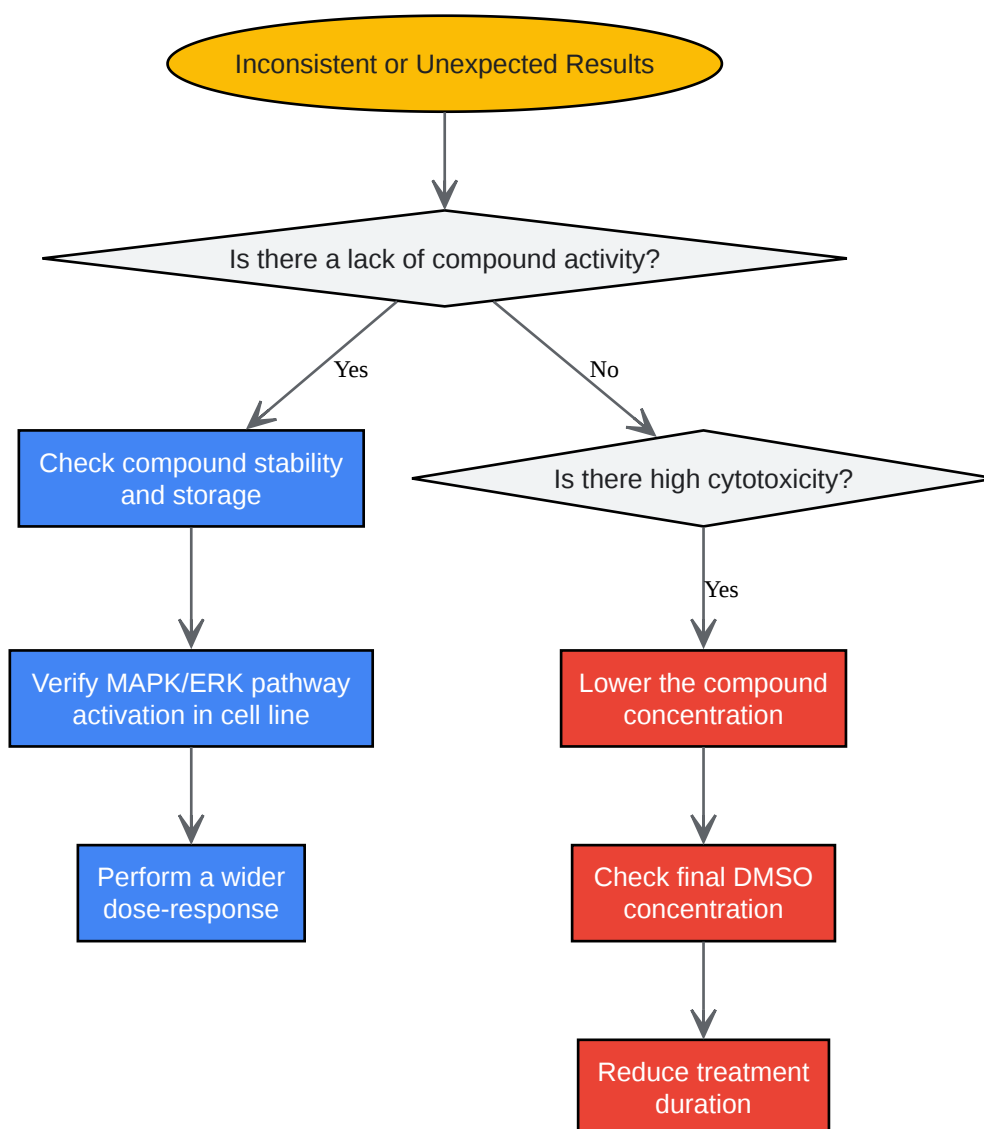 Inconsistent or Unexpected Results
Is there a lack of compound activity?
Yes
No
Check compound stability
and storage
Is there high cytotoxicity?
Yes
Verify MAPK/ERK pathway
activation in cell line
Lower the compound
concentration
Perform a wider
dose-response
Check final DMSO
concentration
Reduce treatment
duration